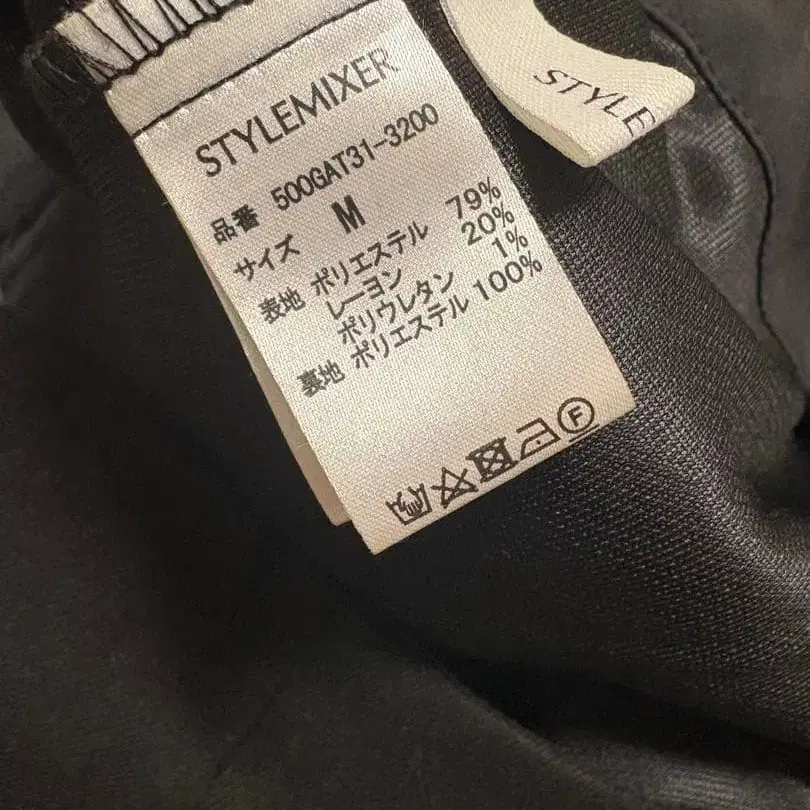 STYLEMIXER
STYLE
品番 500GAT31-3200
サイズ M
表地 ポリエステル 79%
レーヨン 20%
ポリウレタン 1%
裏地 ポリエステル 100%
F